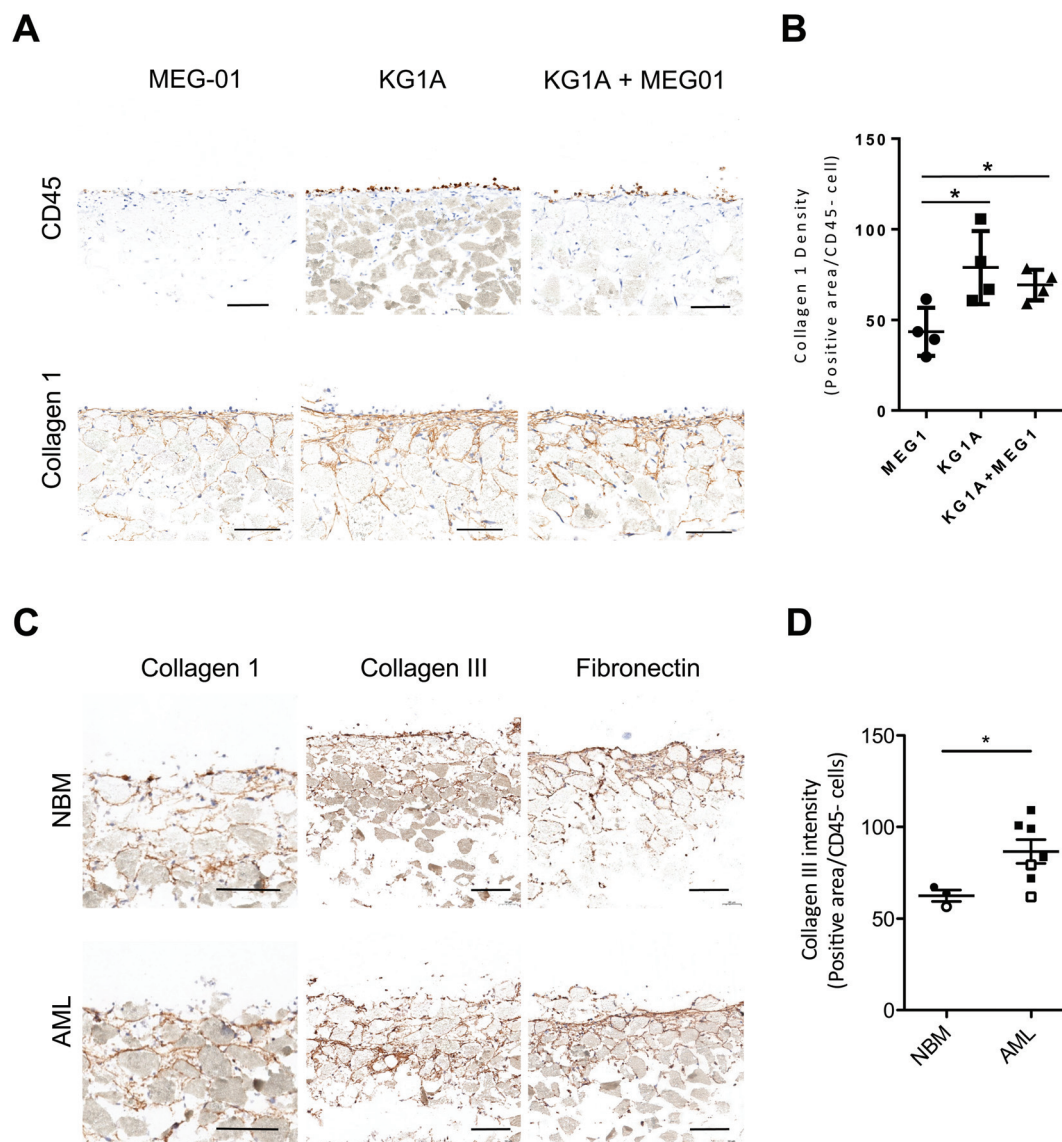 A
MEG-01
KG1A
KG1A + MEG01
CD45
Collagen 1
B
Collagen 1 Density
(Positive area/CD45- cell)
150
100
50
0
*
*
MEG1
KG1A
KG1A+MEG1
C
Collagen 1
Collagen III
Fibronectin
NBM
AML
D
Collagen III intensity
(Positive area/CD45- cells)
150
100
50
0
*
NBM
AML